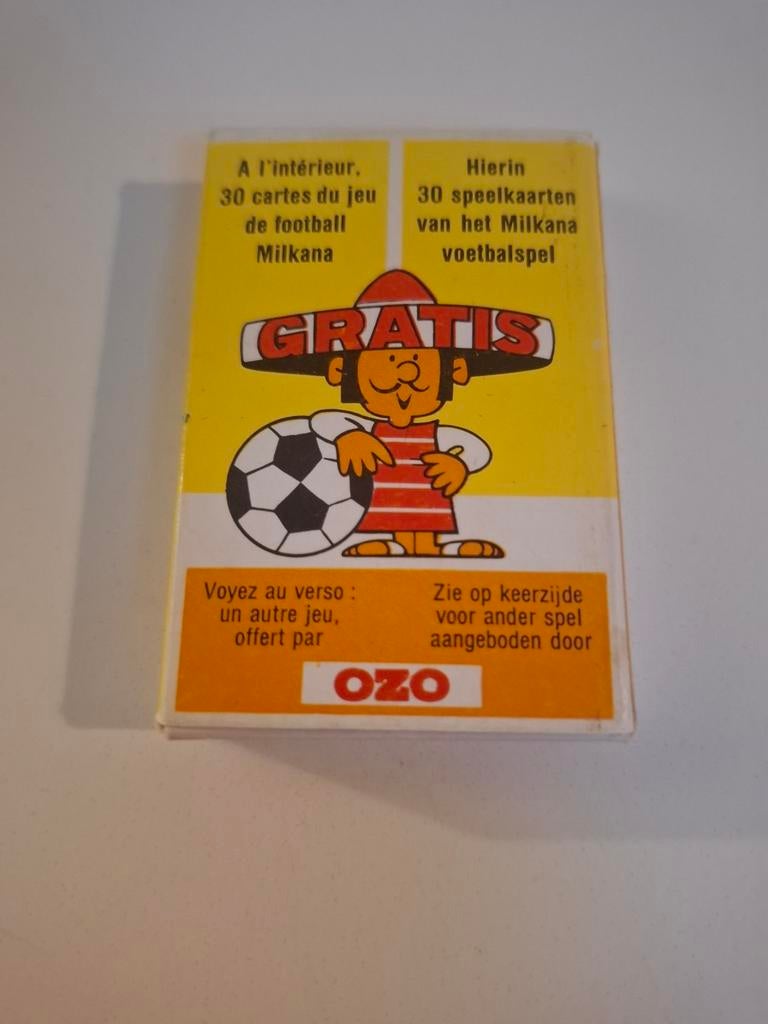 A l'intérieur,
30 cartes du jeu
de football
Milkana
Hierin
30 speelkaarten
van het Milkana
voetbalspel
GRATIS
Voyez au verso :
un autre jeu,
offert par
Zie op keerzijde
voor ander spel
aangeboden door
OZO